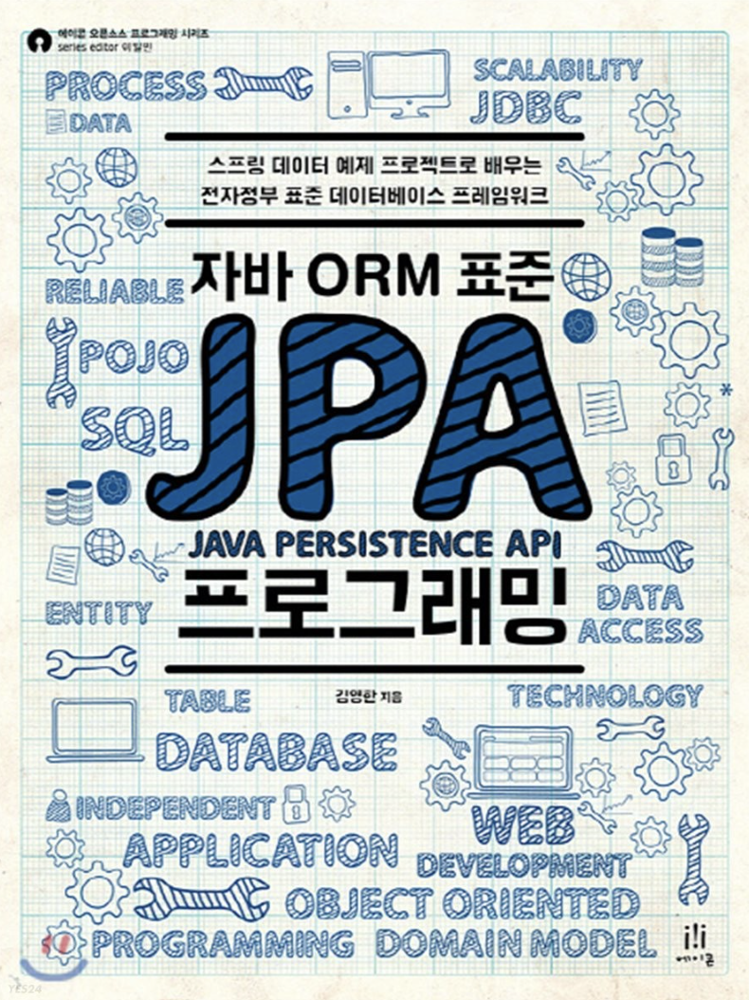 에이콘 오픈소스 프로그래밍 시리즈
series editor 이일민
PROCESS
SCALABILITY
JDBC
DATA
스프링 데이터 예제 프로젝트로 배우는
전자정부 표준 데이터베이스 프레임워크
자바 ORM 표준
RELIABLE
JPA
POJO
SQL
JAVA PERSISTENCE API
프로그래밍
ENTITY
DATA
ACCESS
김영한 지음
TABLE
TECHNOLOGY
DATABASE
INDEPENDENT
WEB
APPLICATION
DEVELOPMENT
OBJECT ORIENTED
PROGRAMMING DOMAIN MODEL
에이콘
YES24